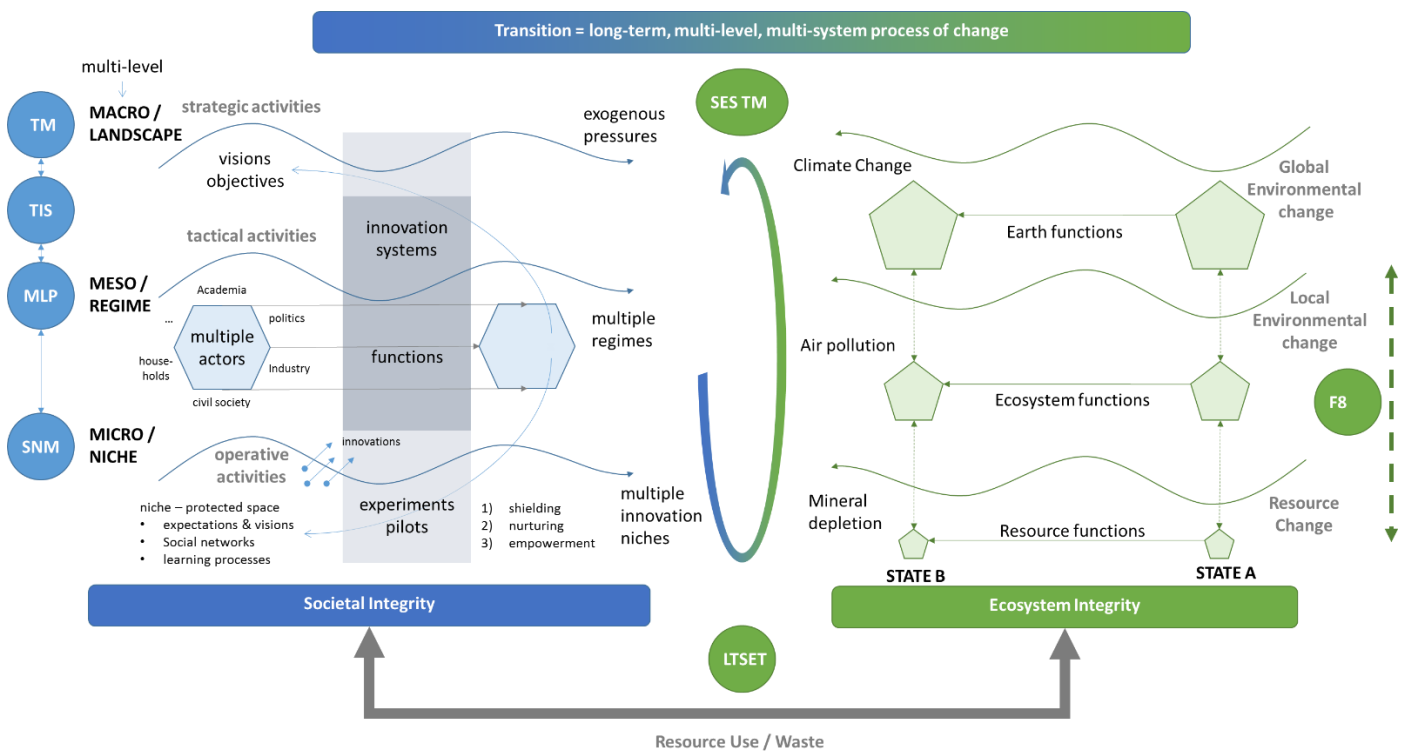 Transition = long-term, multi-level, multi-system process of change
multi-level
TM
MACRO /
LANDSCAPE
strategic activities
visions
objectives
exogenous
pressures
TIS
innovation
systems
tactical activities
MLP
MESO /
REGIME
Academia
...
politics
multiple
actors
house-
holds
Industry
civil society
functions
multiple
regimes
SNM
MICRO /
NICHE
operative
activities
innovations
niche – protected space
• expectations & visions
• Social networks
• learning processes
experiments
pilots
1) shielding
2) nurturing
3) empowerment
multiple
innovation
niches
Societal Integrity
SES TM
LTSET
Climate Change
Global
Environmental
change
Earth functions
Local
Environmental
change
Air pollution
Ecosystem functions
F8
Mineral
depletion
Resource
Change
Resource functions
STATE B
STATE A
Ecosystem Integrity
Resource Use / Waste